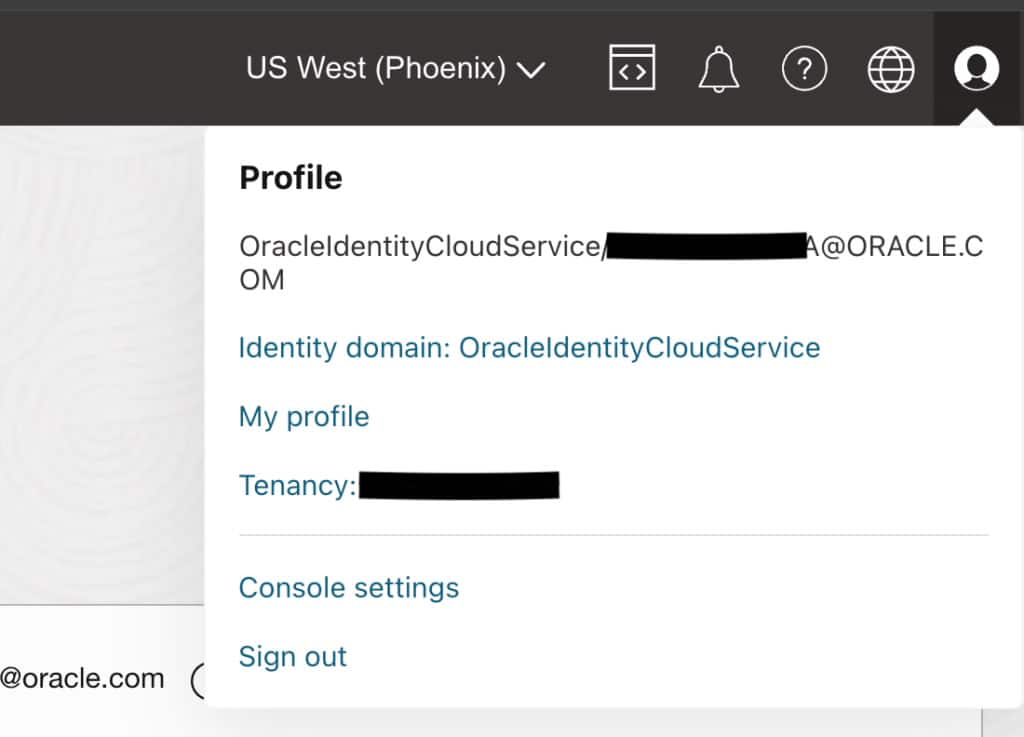 US West (Phoenix)
Profile
OracleIdentityCloudService/A@ORACLE.C
OM
Identity domain: OracleIdentityCloudService
My profile
Tenancy:
Console settings
Sign out
@oracle.com